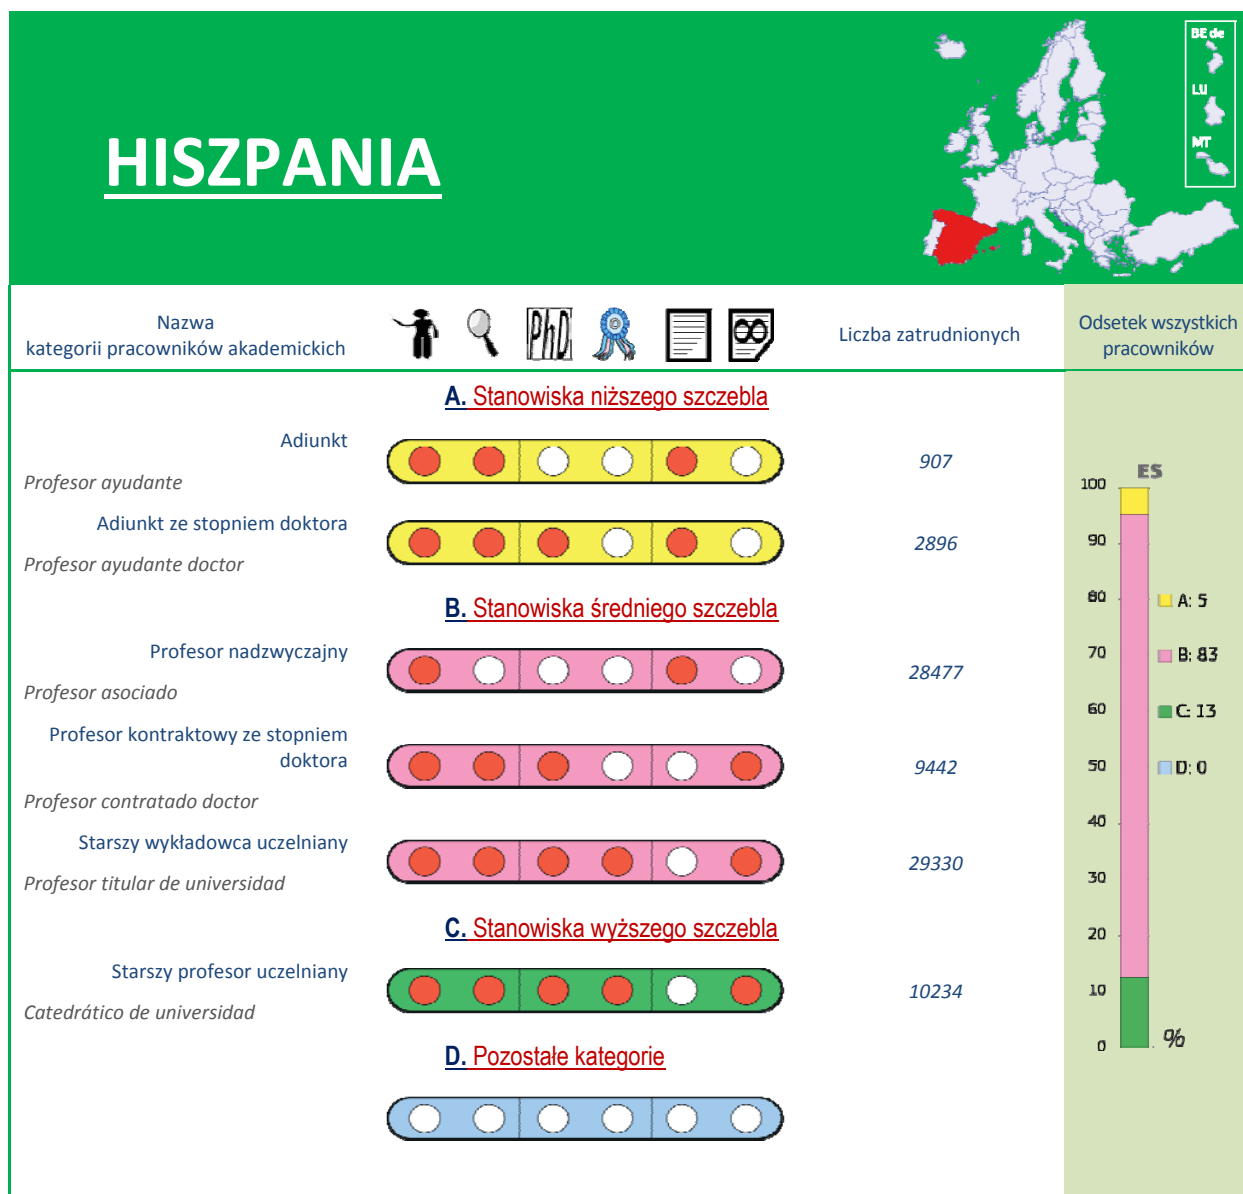 BE de
LU
MT
HISZPANIA
Nazwa
kategorii pracowników akademickich
PhD
Liczba zatrudnionych
Odsetek wszystkich
pracowników
A. Stanowiska niższego szczebla
Adiunkt
Profesor ayudante
907
Adiunkt ze stopniem doktora
Profesor ayudante doctor
2896
B. Stanowiska średniego szczebla
Profesor nadzwyczajny
Profesor asociado
28477
Profesor kontraktowy ze stopniem
doktora
Profesor contratado doctor
9442
Starszy wykładowca uczelniany
Profesor titular de universidad
29330
C. Stanowiska wyższego szczebla
Starszy profesor uczelniany
Catedrático de universidad
10234
D. Pozostałe kategorie
ES
100
90
80
70
60
50
40
30
20
10
0
%
A: 5
B: 83
C: 13
D: 0